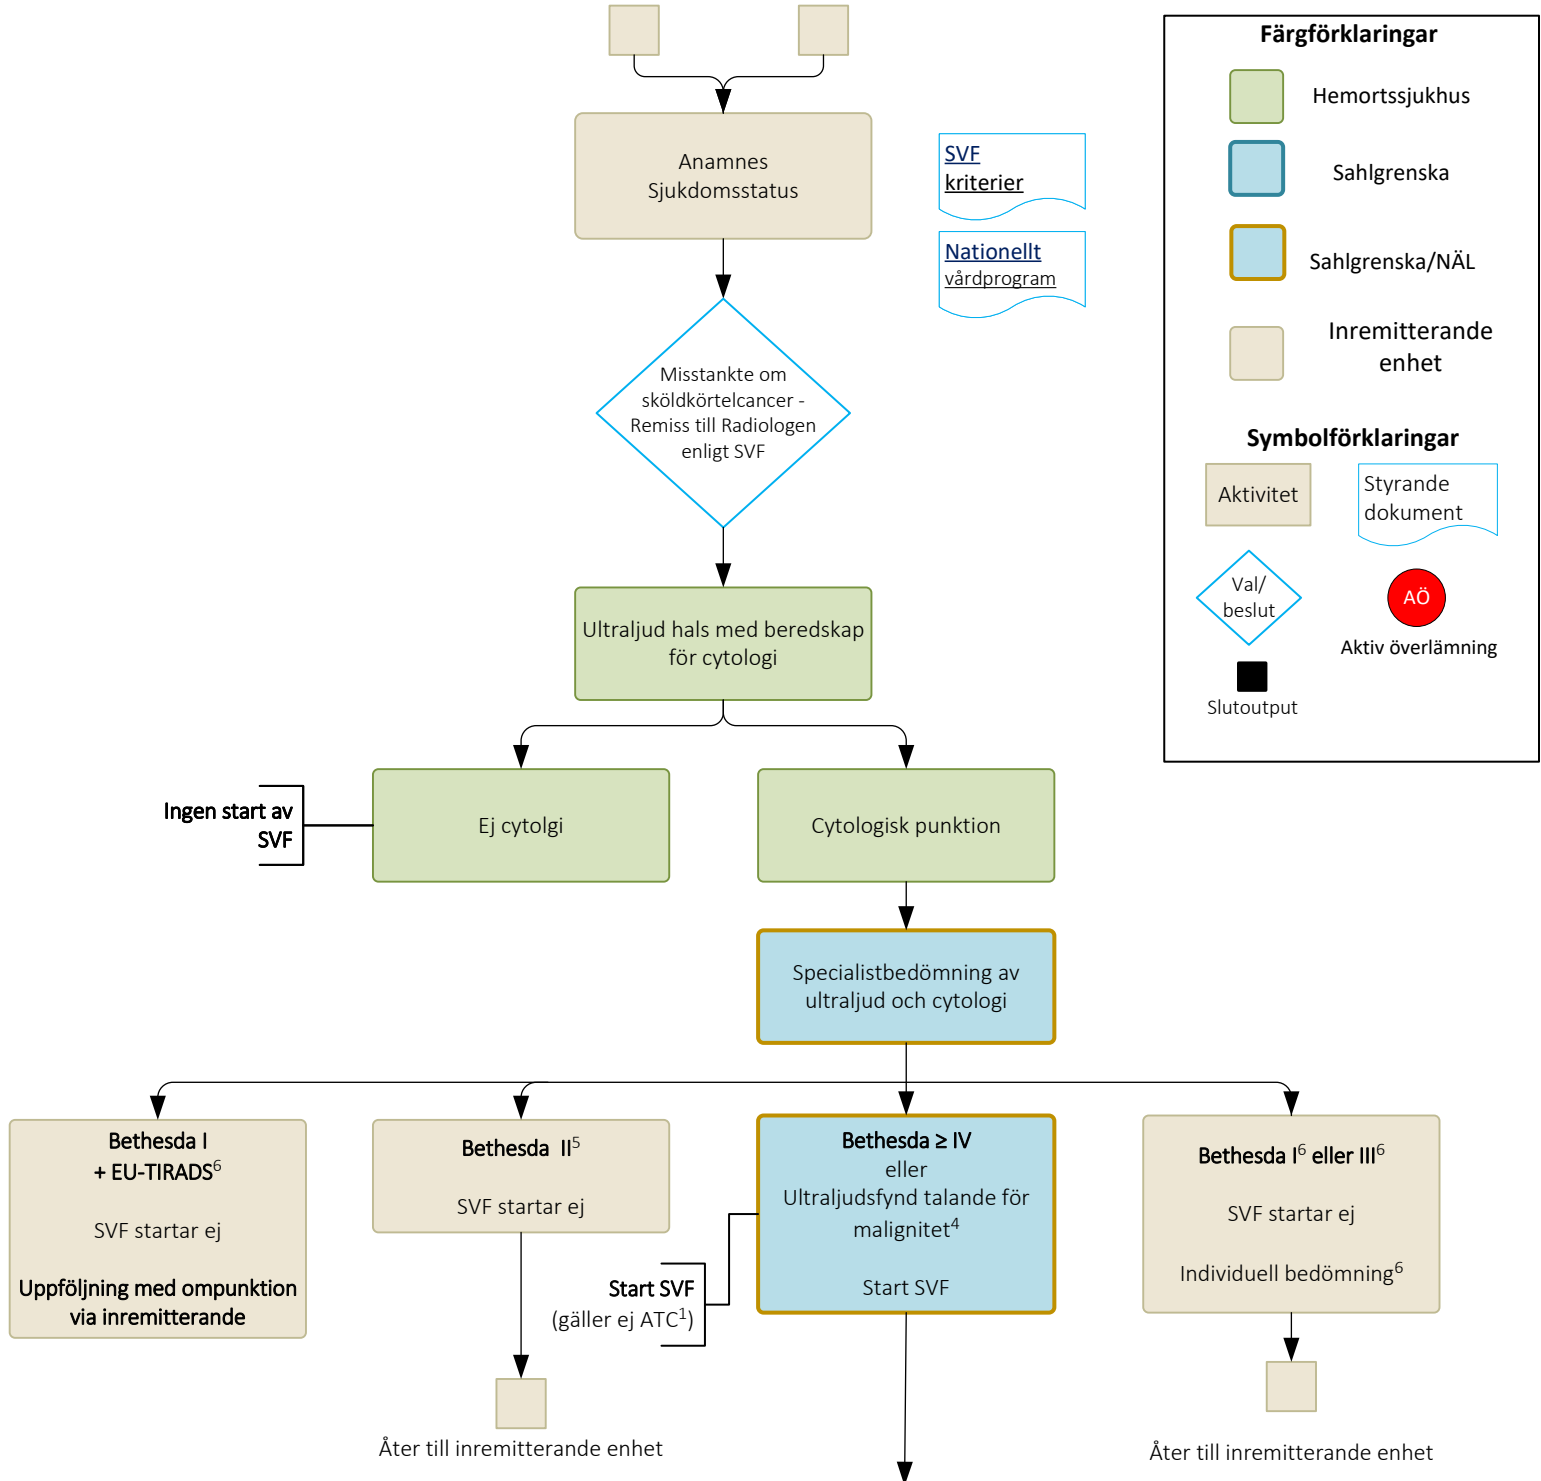 Anamnes
Sjukdomsstatus
SVF
kriterier
Nationellt
vårdprogram
Misstankte om
sköldkörtelcancer -
Remiss till Radiologen
enligt SVF
Ultraljud hals med beredskap
för cytologi
Ingen start av
SVF
Ej cytolgi
Cytologisk punktion
Specialistbedömning av
ultraljud och cytologi
Bethesda I
+ EU-TIRADS⁶
SVF startar ej
Uppföljning med ompunktion
via inremitterande
Bethesda II⁵
SVF startar ej
Start SVF
(gäller ej ATC¹)
Bethesda ≥ IV
eller
Ultraljudsfynd talande för
malignitet⁴
Start SVF
Bethesda I⁶ eller III⁶
SVF startar ej
Individuell bedömning⁶
Åter till inremitterande enhet
Åter till inremitterande enhet
Färgförklaringar
Hemortssjukhus
Sahlgrenska
Sahlgrenska/NÄL
Inremitterande
enhet
Symbolförklaringar
Aktivitet
Styrande
dokument
Val/
beslut
AÖ
Aktiv överlämning
Slutoutput